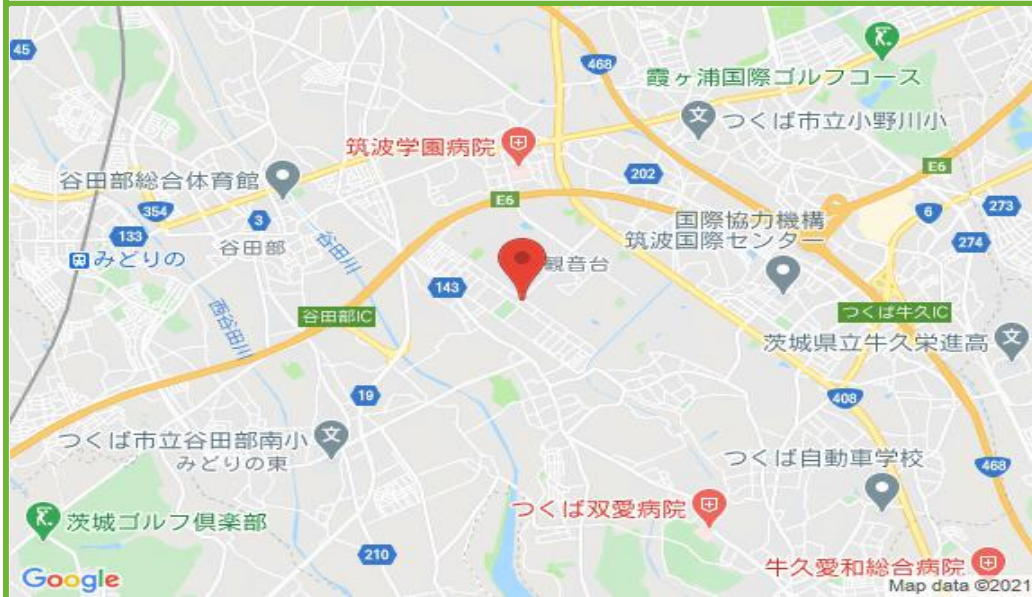 45
468
霞ヶ浦国際ゴルフコース
つくば市立小野川小
筑波学園病院
谷田部総合体育館
202
E6
E6
354
3
133
谷田部
谷田川
国際協力機構
筑波国際センター
6
273
274
みどりの
観音台
143
西谷田川
谷田部IC
つくば牛久IC
茨城県立牛久栄進高
19
408
つくば市立谷田部南小
みどりの東
つくば自動車学校
468
つくば双愛病院
茨城ゴルフ倶楽部
210
牛久愛和総合病院
Google
Map data ©2021